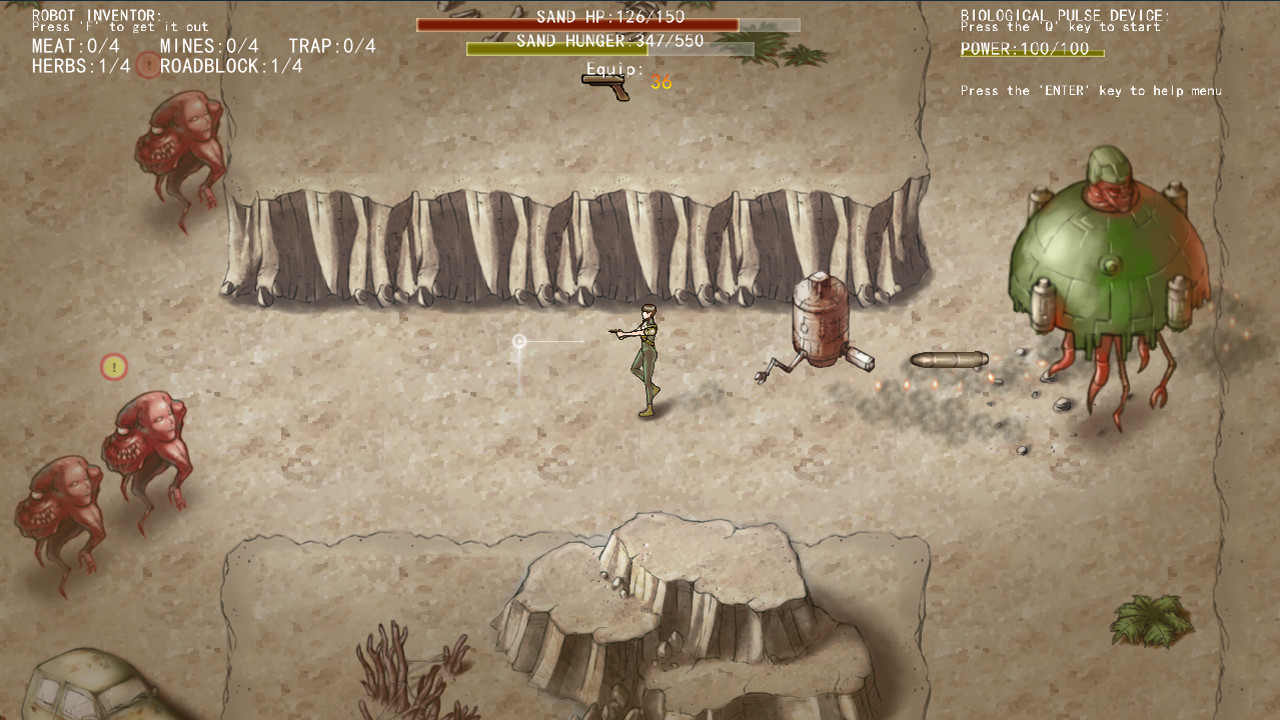 ROBOT INVENTOR:
Press 'F' to get it out
MEAT:0/4 MINES:0/4 TRAP:0/4
HERBS:1/4 ROADBLOCK:1/4
SAND HP:126/150
SAND HUNGER:347/550
Equip:
36
BIOLOGICAL PULSE DEVICE:
Press the 'Q' key to start
POWER:100/100
Press the 'ENTER' key to help menu
!
!